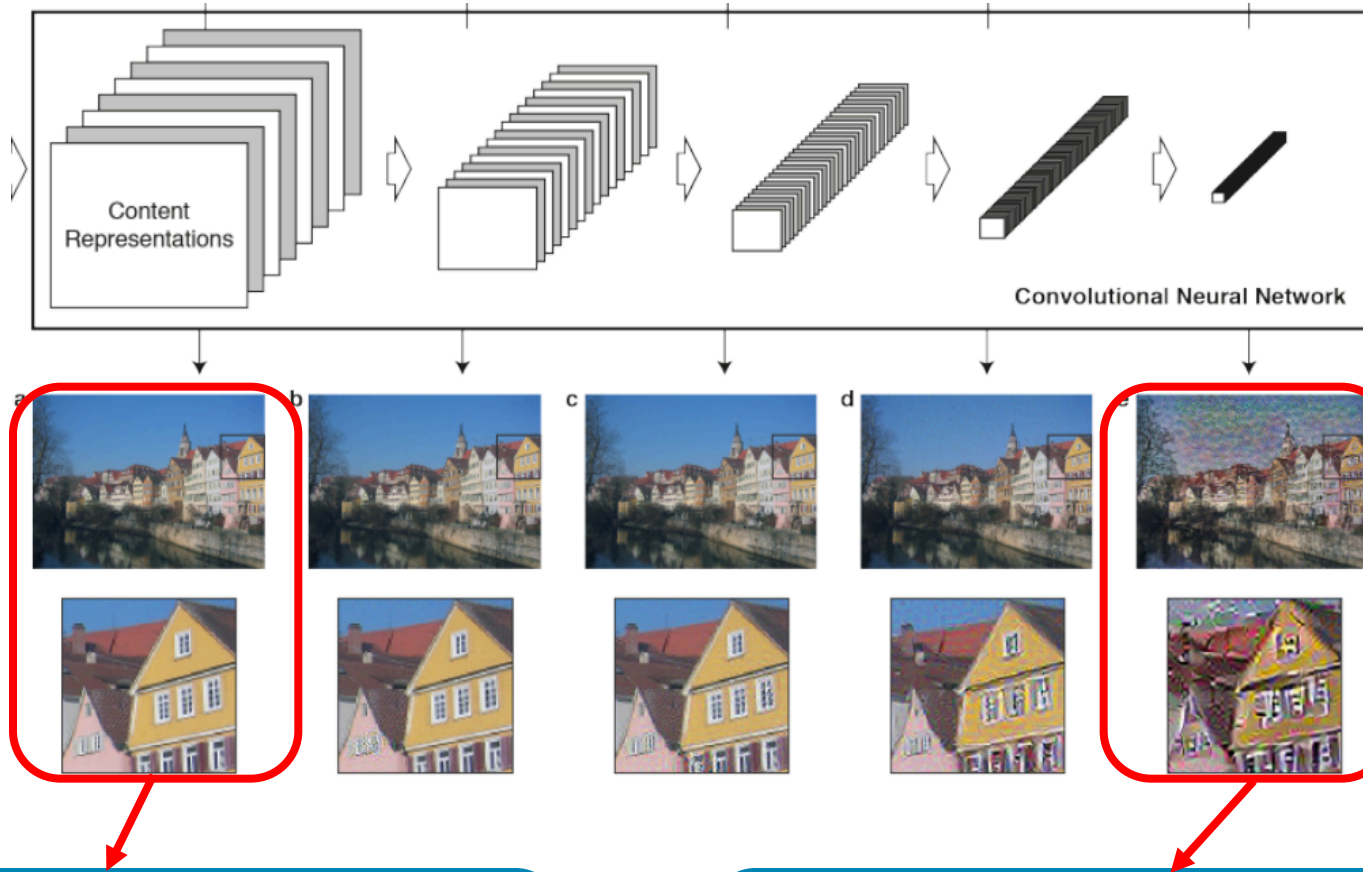 Content
Representations
Convolutional Neural Network
a
b
c
d
e